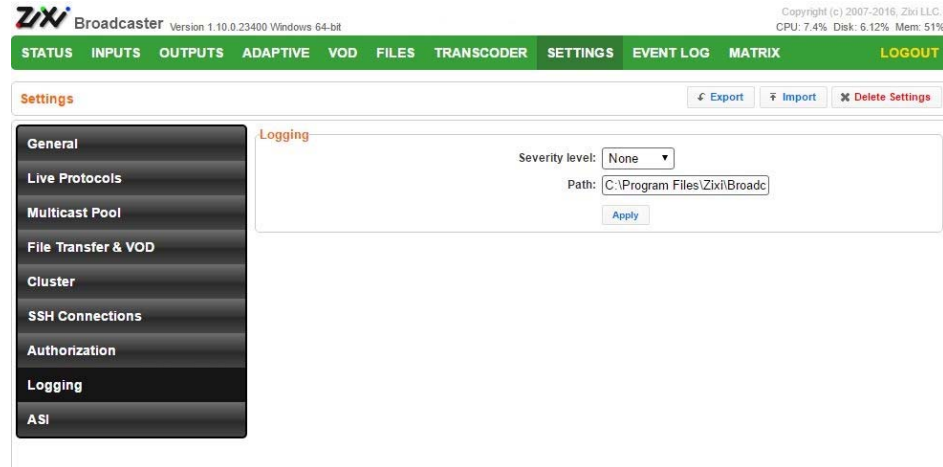 Copyright (c) 2007-2016, Zixi LLC.
ZiXi Broadcaster Version 1.10.0.23400 Windows 64-bit
CPU: 7.4% Disk: 6.12% Mem: 51%
STATUS INPUTS OUTPUTS ADAPTIVE VOD FILES TRANSCODER SETTINGS EVENT LOG MATRIX LOGOUT
Settings Export Import Delete Settings
General
Live Protocols
Multicast Pool
File Transfer & VOD
Cluster
SSH Connections
Authorization
Logging
ASI
Logging
Severity level: None
Path: C:\Program Files\Zixi\Broadc
Apply